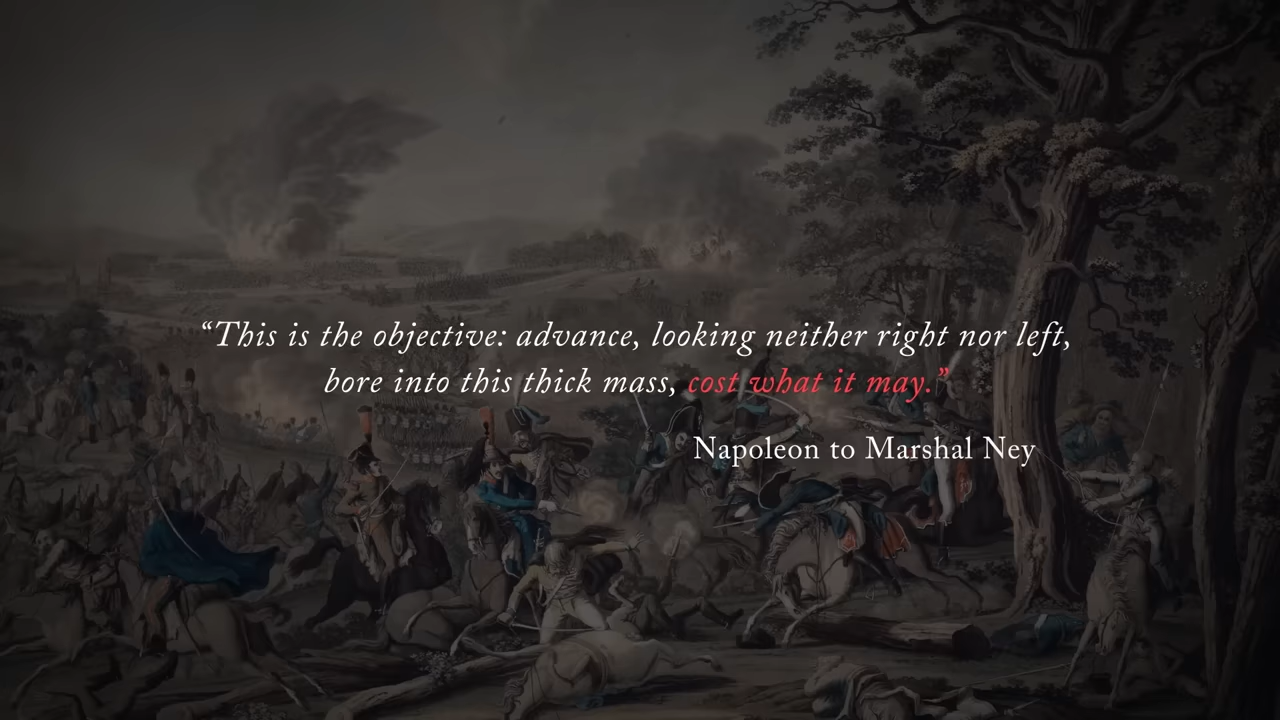 “This is the objective: advance, looking neither right nor left,
bore into this thick mass, cost what it may.”
Napoleon to Marshal Ney